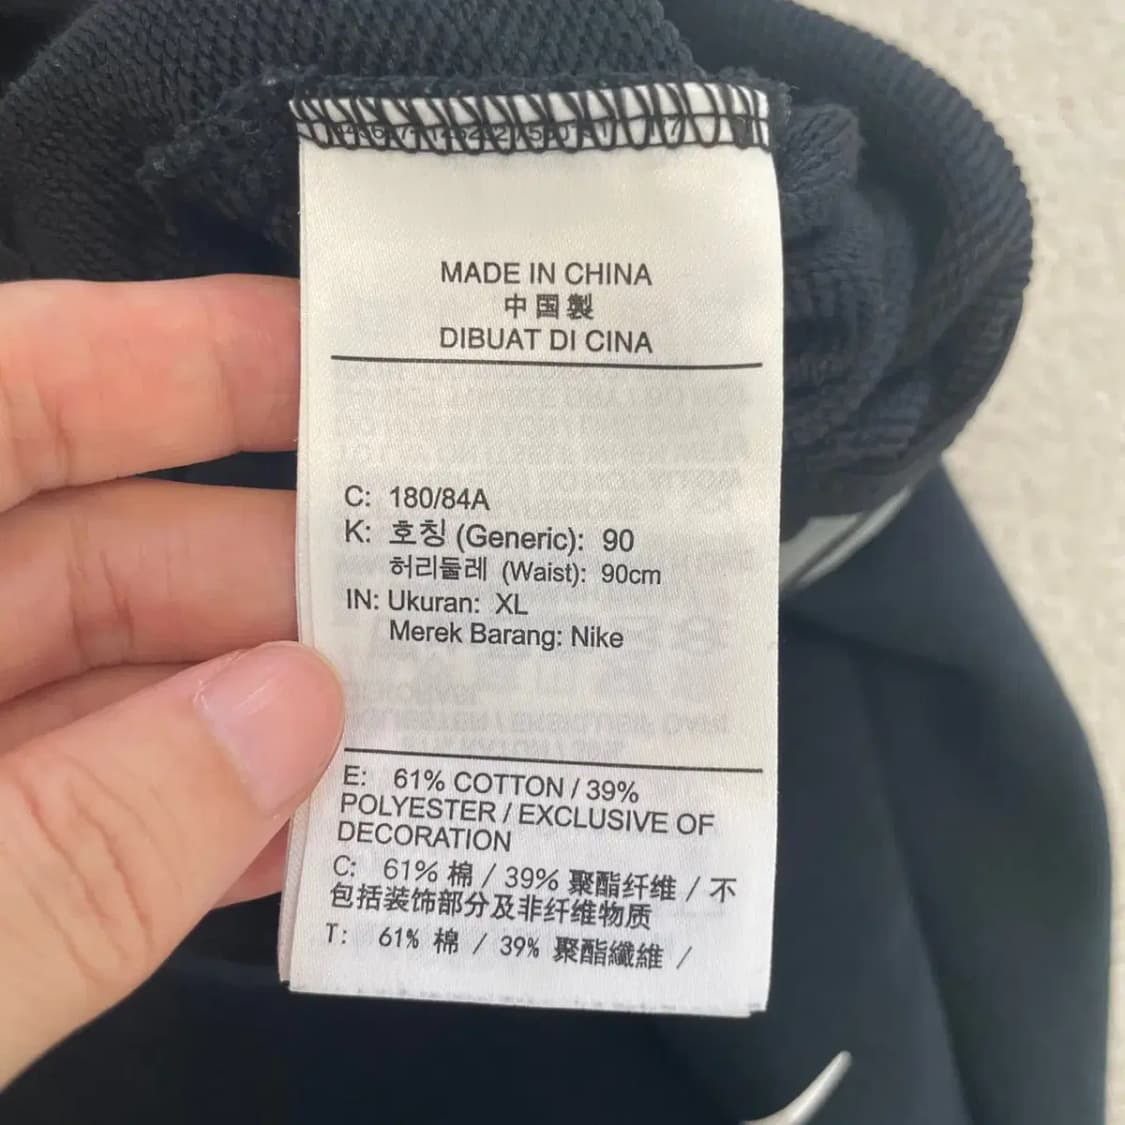 MADE IN CHINA
中国製
DIBUAT DI CINA
C: 180/84A
K: 호칭 (Generic): 90
허리둘레 (Waist): 90cm
IN: Ukuran: XL
Merek Barang: Nike
E: 61% COTTON / 39%
POLYESTER / EXCLUSIVE OF
DECORATION
C: 61% 棉 / 39% 聚酯纤维 / 不
包括装饰部分及非纤维物质
T: 61% 棉 / 39% 聚酯纖維 /